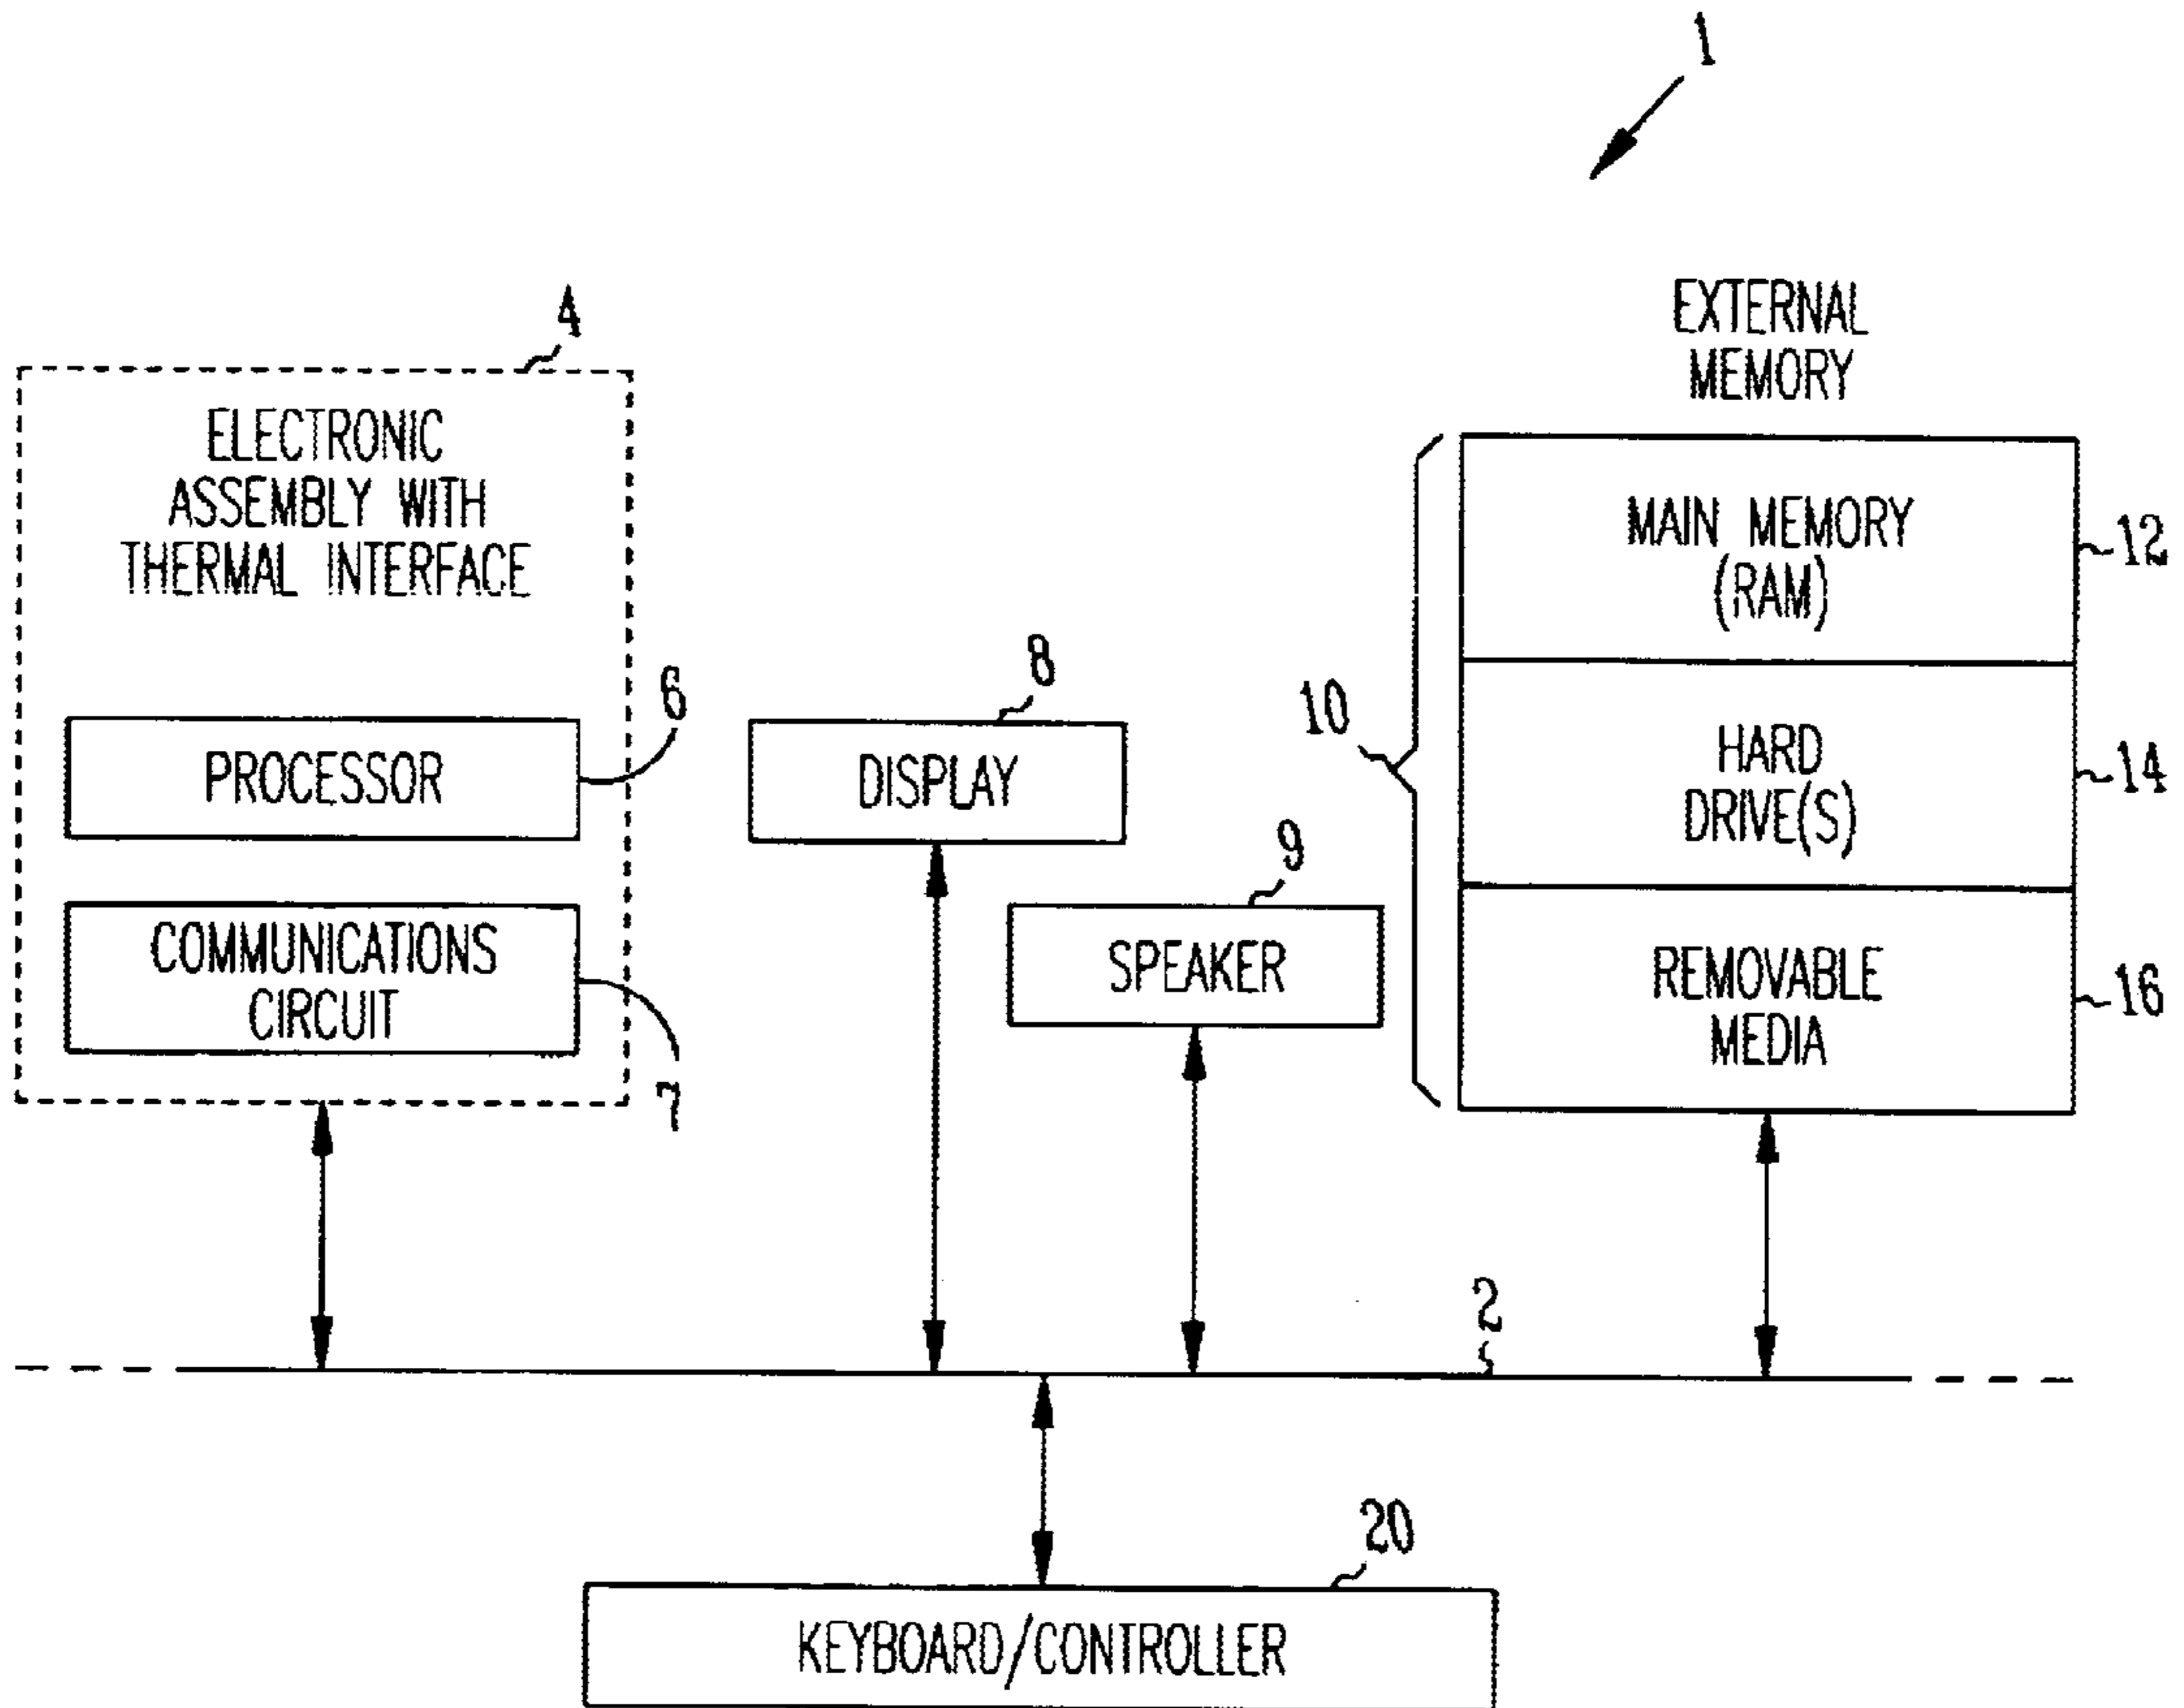 1
4
EXTERNAL
MEMORY
ELECTRONIC
ASSEMBLY WITH
THERMAL INTERFACE
MAIN MEMORY
(RAM)
12
6
8
10
PROCESSOR
DISPLAY
HARD
DRIVE(S)
14
9
COMMUNICATIONS
CIRCUIT
SPEAKER
REMOVABLE
MEDIA
16
7
2
20
KEYBOARD/CONTROLLER